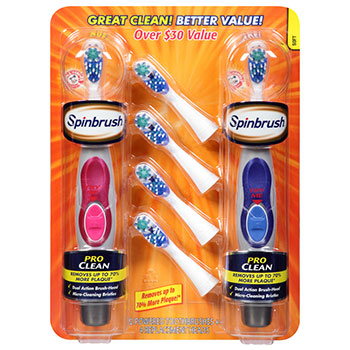 GREAT CLEAN! BETTER VALUE!
Over $30 Value
SOFT
Spinbrush
Spinbrush
PRO
CLEAN
REMOVES UP TO 70%
MORE PLAQUE*
Dual Action Brush-Head
Micro-Cleaning Bristles
Removes up to 70%
More Plaque!*
PRO
CLEAN
REMOVES UP TO 70%
MORE PLAQUE*
Dual Action Brush-Head
Micro-Cleaning Bristles